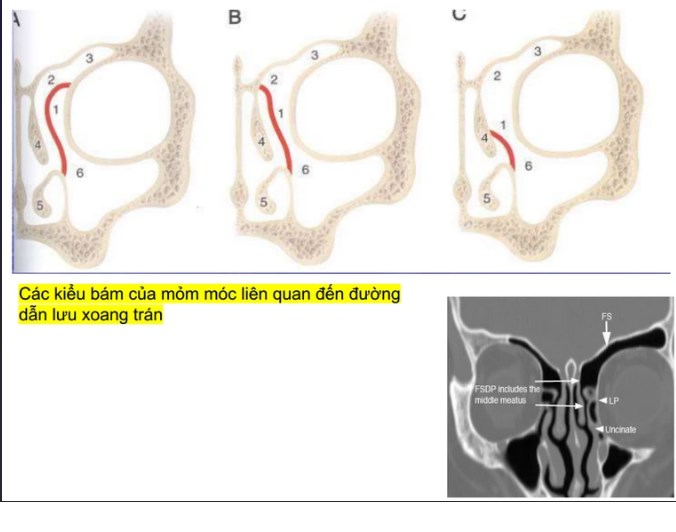 A
B
C
3
2
1
4
6
5
3
2
1
4
6
5
3
2
1
4
6
5
Các kiểu bám của mỏm móc liên quan đến đường
dẫn lưu xoang trán
FS
FSDP includes the
middle meatus
LP
Uncinate